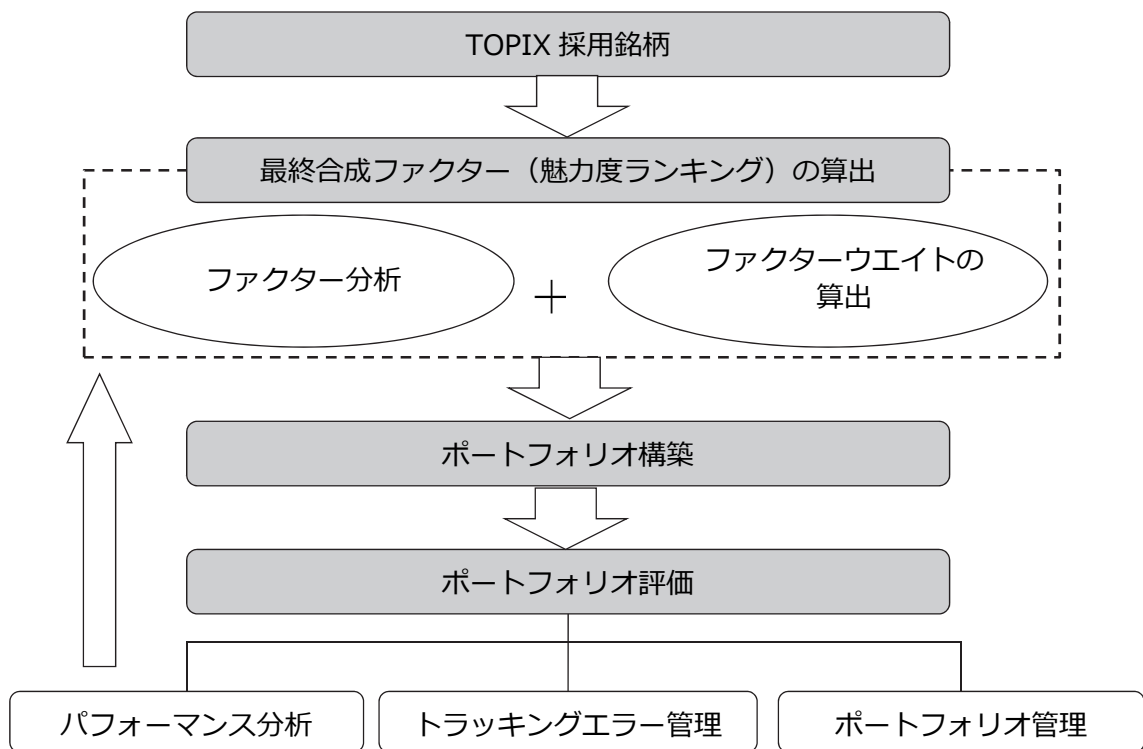 TOPIX 採用銘柄
最終合成ファクター（魅力度ランキング）の算出
ファクター分析
＋
ファクターウエイトの
算出
ポートフォリオ構築
ポートフォリオ評価
パフォーマンス分析
トラッキングエラー管理
ポートフォリオ管理